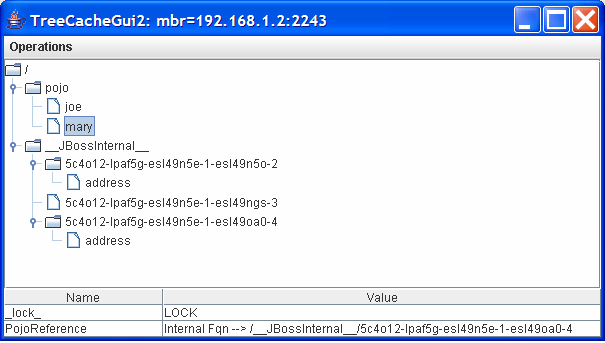 TreeCacheGui2: mbr=192.168.1.2:2243
Operations
/
pojo
joe
mary
__JBossInternal__
5c4o12-lpaf5g-esl49n5e-1-esl49n5o-2
address
5c4o12-lpaf5g-esl49n5e-1-esl49ngs-3
5c4o12-lpaf5g-esl49n5e-1-esl49oa0-4
address
Name Value
_lock_ LOCK
PojoReference Internal Fqn --> /__JBossInternal__/5c4o12-lpaf5g-esl49n5e-1-esl49oa0-4